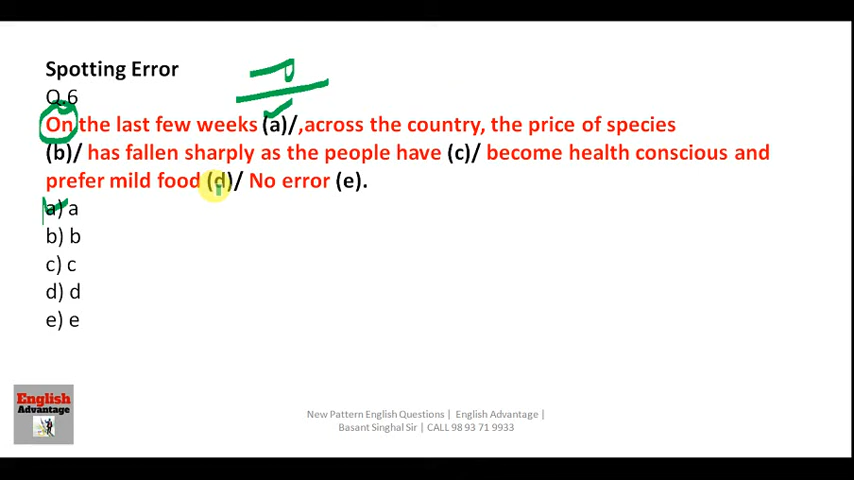 Spotting Error
Q.6
On the last few weeks (a)/,across the country, the price of species
(b)/ has fallen sharply as the people have (c)/ become health conscious and
prefer mild food (d)/ No error (e).
a) a
b) b
c) c
d) d
e) e
English
Advantage
New Pattern English Questions | English Advantage |
Basant Singhal Sir | CALL 98 93 71 9933